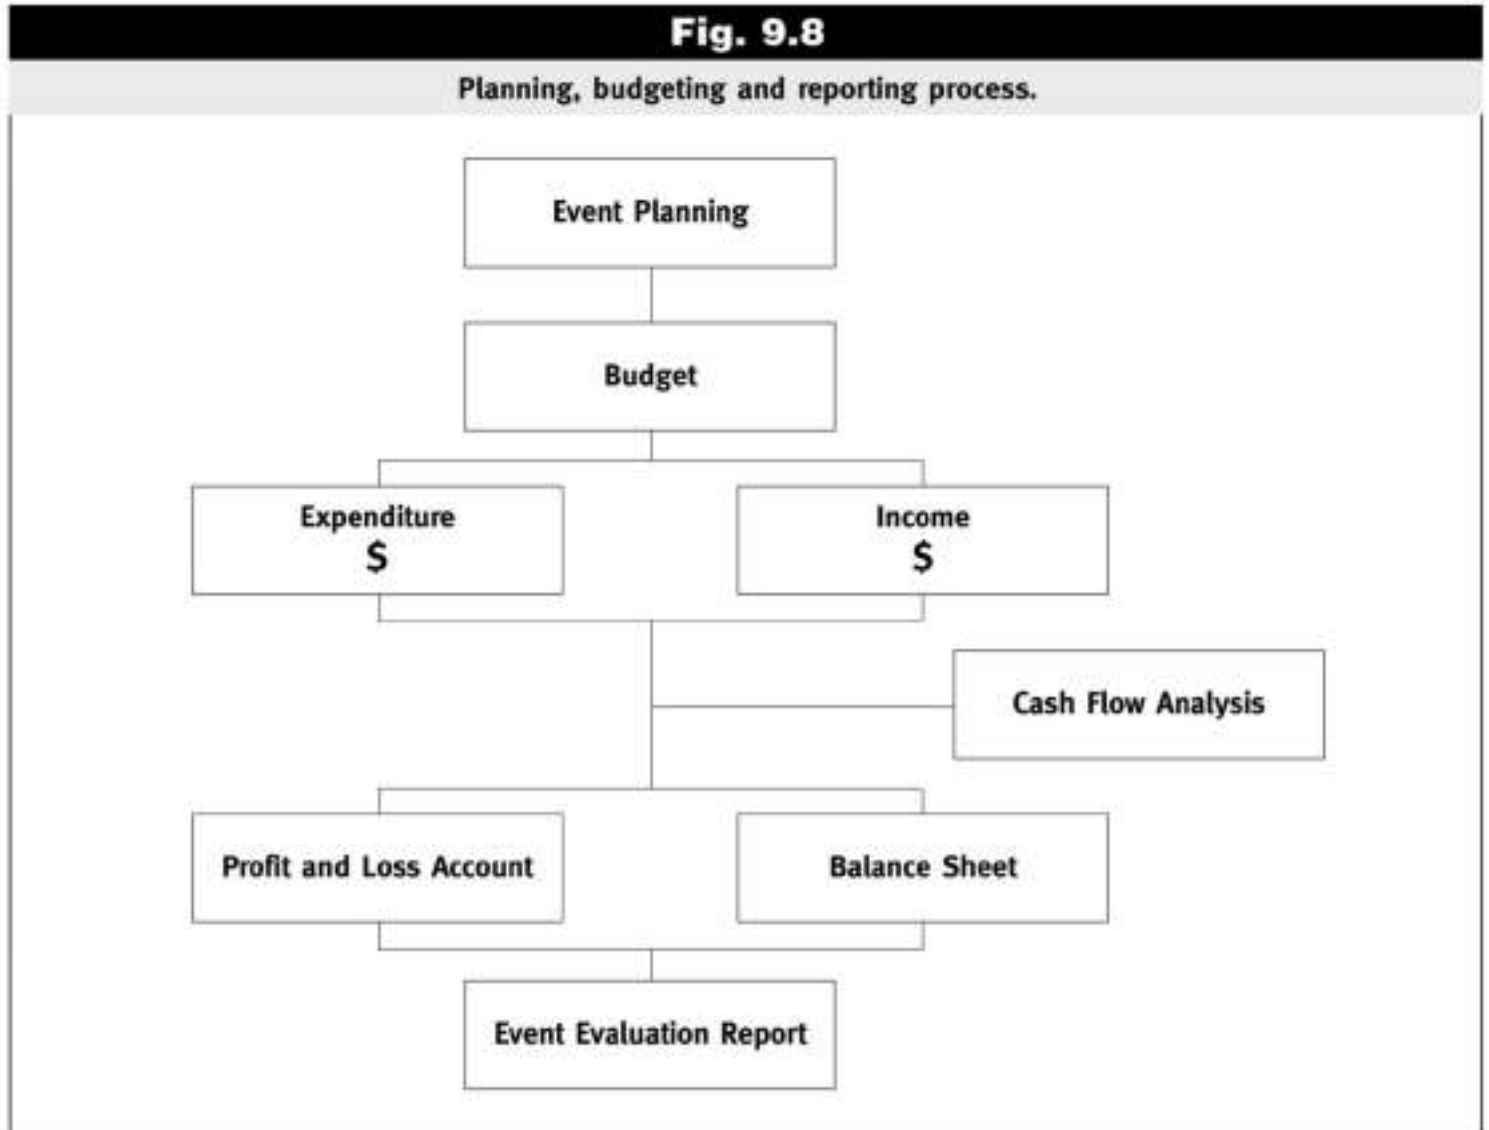 Fig. 9.8
Planning, budgeting and reporting process.
Event Planning
Budget
Expenditure
$
Income
$
Cash Flow Analysis
Profit and Loss Account
Balance Sheet
Event Evaluation Report